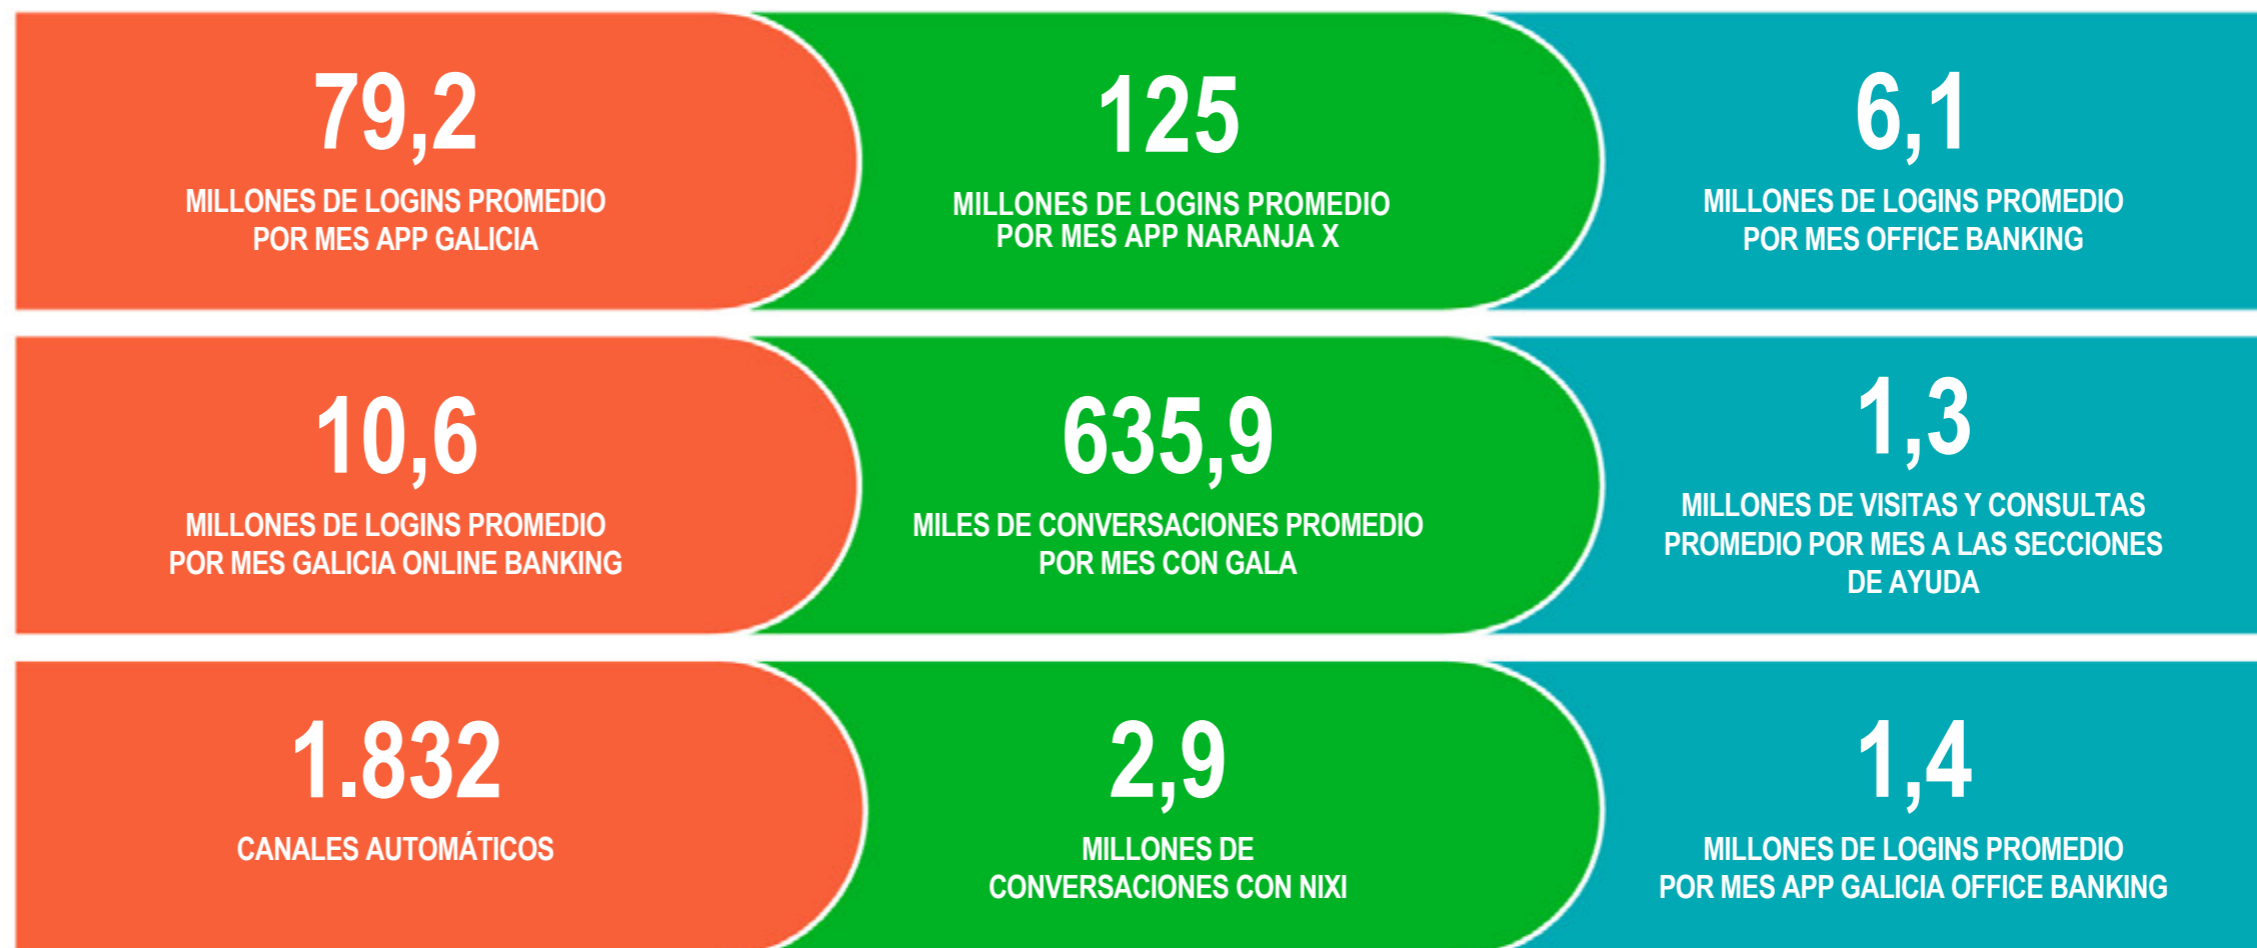 79,2
MILLONES DE LOGINS PROMEDIO
POR MES APP GALICIA
125
MILLONES DE LOGINS PROMEDIO
POR MES APP NARANJA X
6,1
MILLONES DE LOGINS PROMEDIO
POR MES OFFICE BANKING
10,6
MILLONES DE LOGINS PROMEDIO
POR MES GALICIA ONLINE BANKING
635,9
MILES DE CONVERSACIONES PROMEDIO
POR MES CON GALA
1,3
MILLONES DE VISITAS Y CONSULTAS
PROMEDIO POR MES A LAS SECCIONES
DE AYUDA
1.832
CANALES AUTOMÁTICOS
2,9
MILLONES DE
CONVERSACIONES CON NIXI
1,4
MILLONES DE LOGINS PROMEDIO
POR MES APP GALICIA OFFICE BANKING